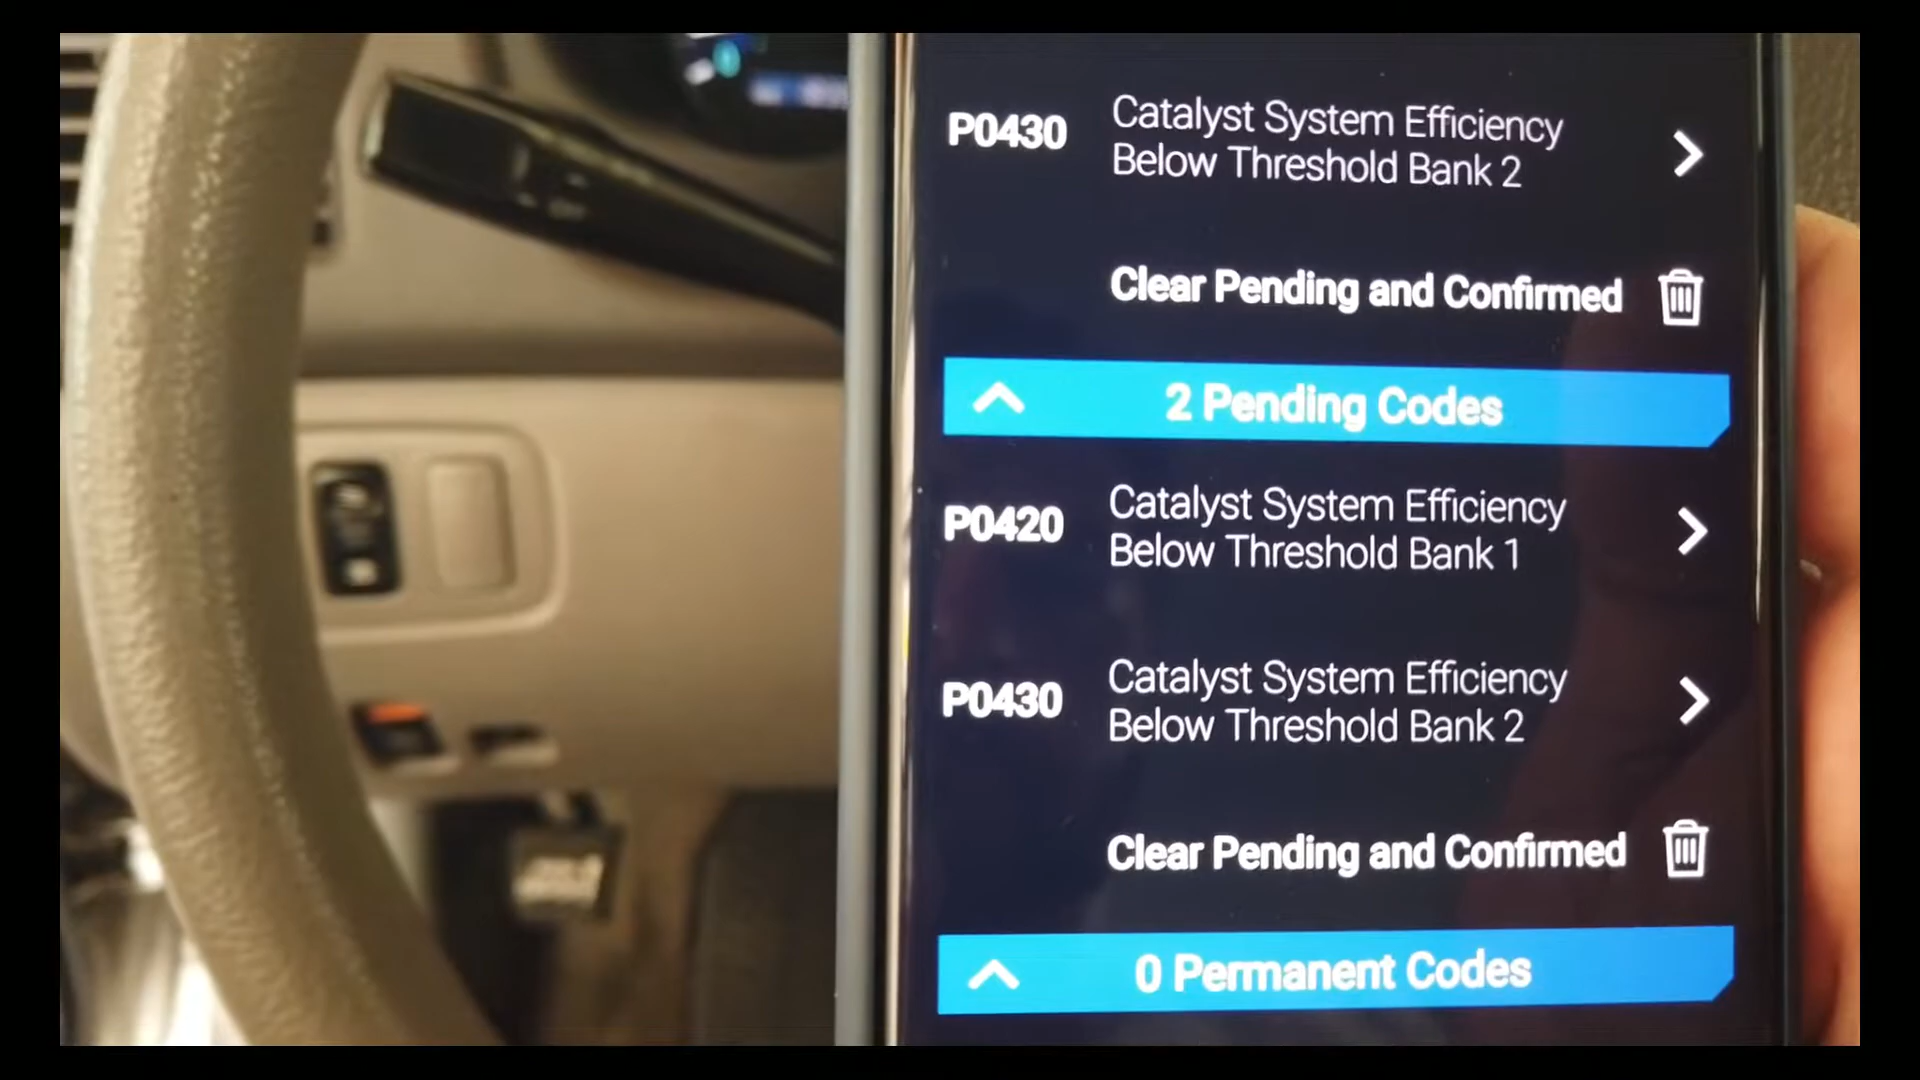 P0430
Catalyst System Efficiency
Below Threshold Bank 2
Clear Pending and Confirmed
2 Pending Codes
P0420
Catalyst System Efficiency
Below Threshold Bank 1
P0430
Catalyst System Efficiency
Below Threshold Bank 2
Clear Pending and Confirmed
0 Permanent Codes